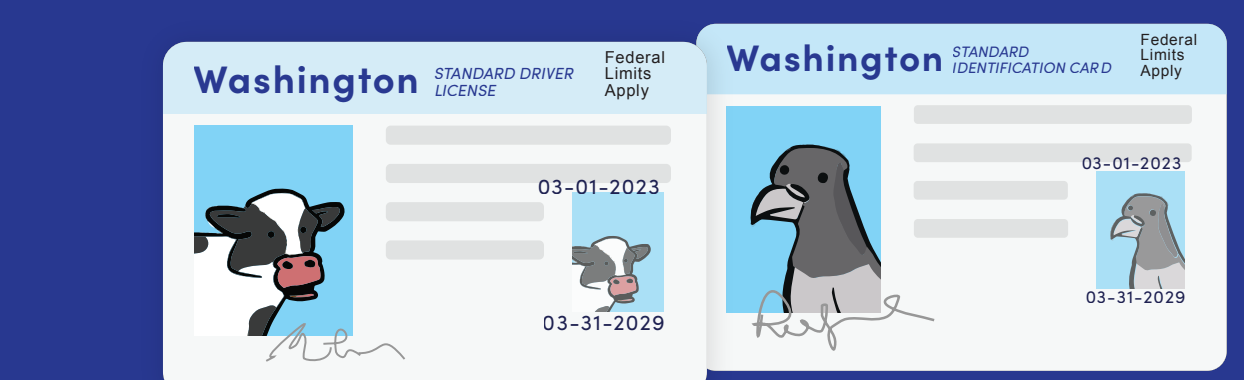 Washington
STANDARD DRIVER
LICENSE
Federal
Limits
Apply
03-01-2023
03-31-2029
Washington
STANDARD
IDENTIFICATION CARD
Federal
Limits
Apply
03-01-2023
03-31-2029